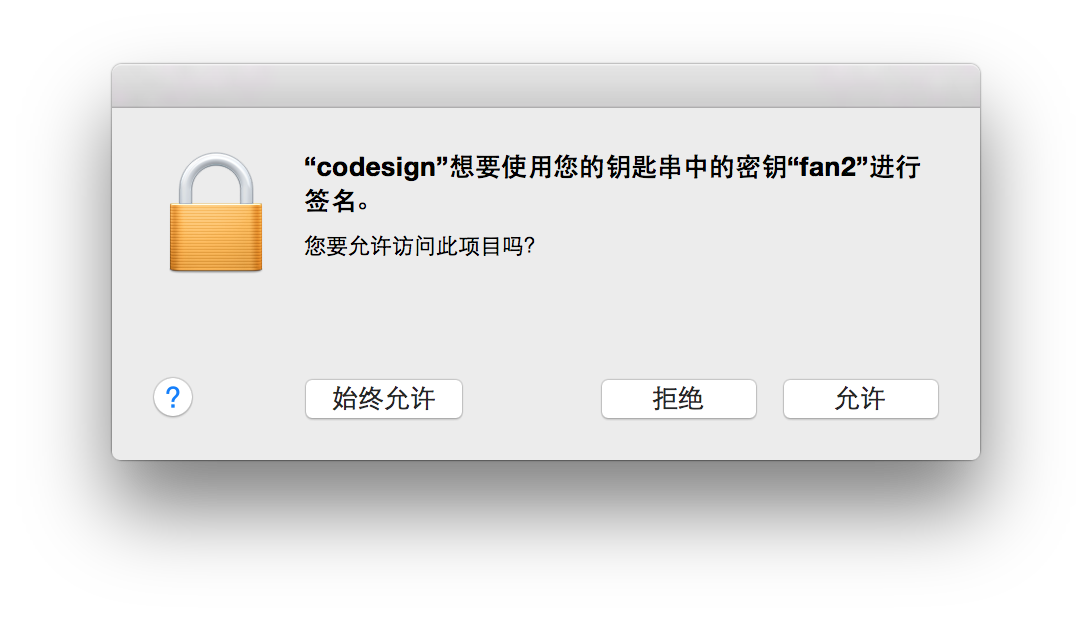 “codesign”想要使用您的钥匙串中的密钥“fan2”进行
签名。
您要允许访问此项目吗?
?
始终允许
拒绝
允许